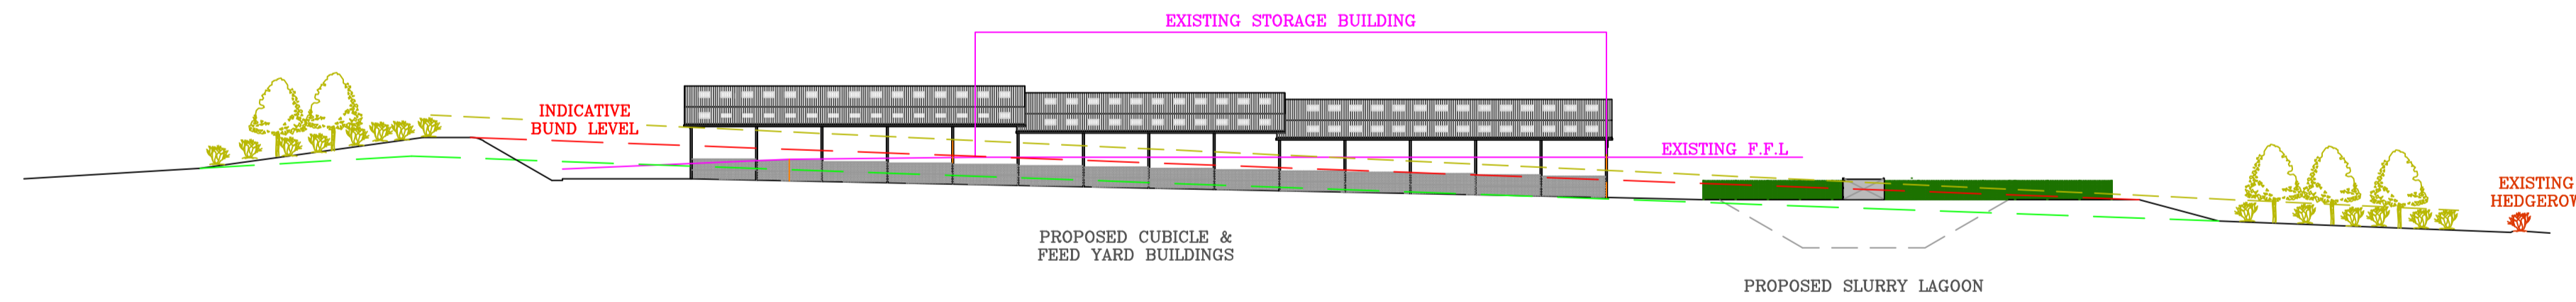 EXISTING STORAGE BUILDING
INDICATIVE
BUND LEVEL
EXISTING F.F.L
EXISTING
HEDGEROW
PROPOSED CUBICLE &
FEED YARD BUILDINGS
PROPOSED SLURRY LAGOON